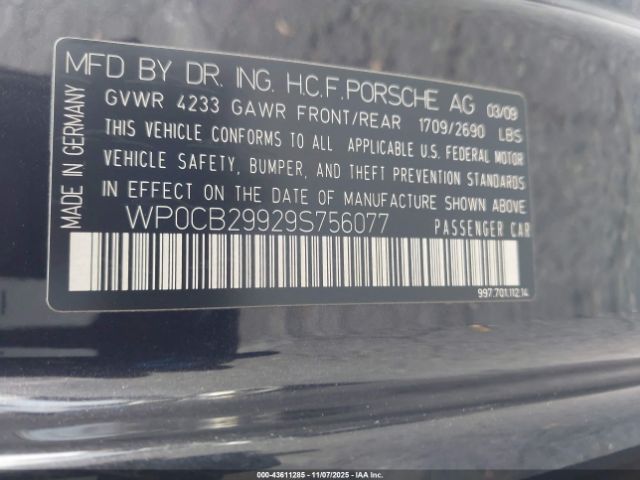 MFD BY DR. ING. H.C.F. PORSCHE AG 03/09
GVWR 4233 GAWR FRONT/REAR 1709/2690 LBS
THIS VEHICLE CONFORMS TO ALL APPLICABLE U.S. FEDERAL MOTOR
VEHICLE SAFETY, BUMPER, AND THEFT PREVENTION STANDARDS
IN EFFECT ON THE DATE OF MANUFACTURE SHOWN ABOVE
WP0CB29929S756077 PASSENGER CAR
MADE IN GERMANY
997.701.112.14
000-43611285 - 11/07/2025 - IAAI.COM